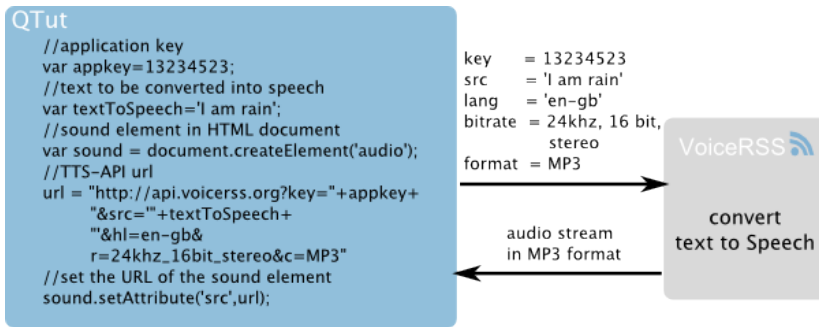 QTut
//application key
var appkey=13234523;
//text to be converted into speech
var textToSpeech='I am rain';
//sound element in HTML document
var sound = document.createElement('audio');
//TTS-API url
url = "http://api.voicerss.org?key="+appkey+
"&src='"+textToSpeech+
"'&hl=en-gb&
r=24khz_16bit_stereo&c=MP3"
//set the URL of the sound element
sound.setAttribute('src',url);
key = 13234523
src = 'I am rain'
lang = 'en-gb'
bitrate = 24khz, 16 bit,
stereo
format = MP3
audio stream
in MP3 format
VoiceRSS
convert
text to Speech